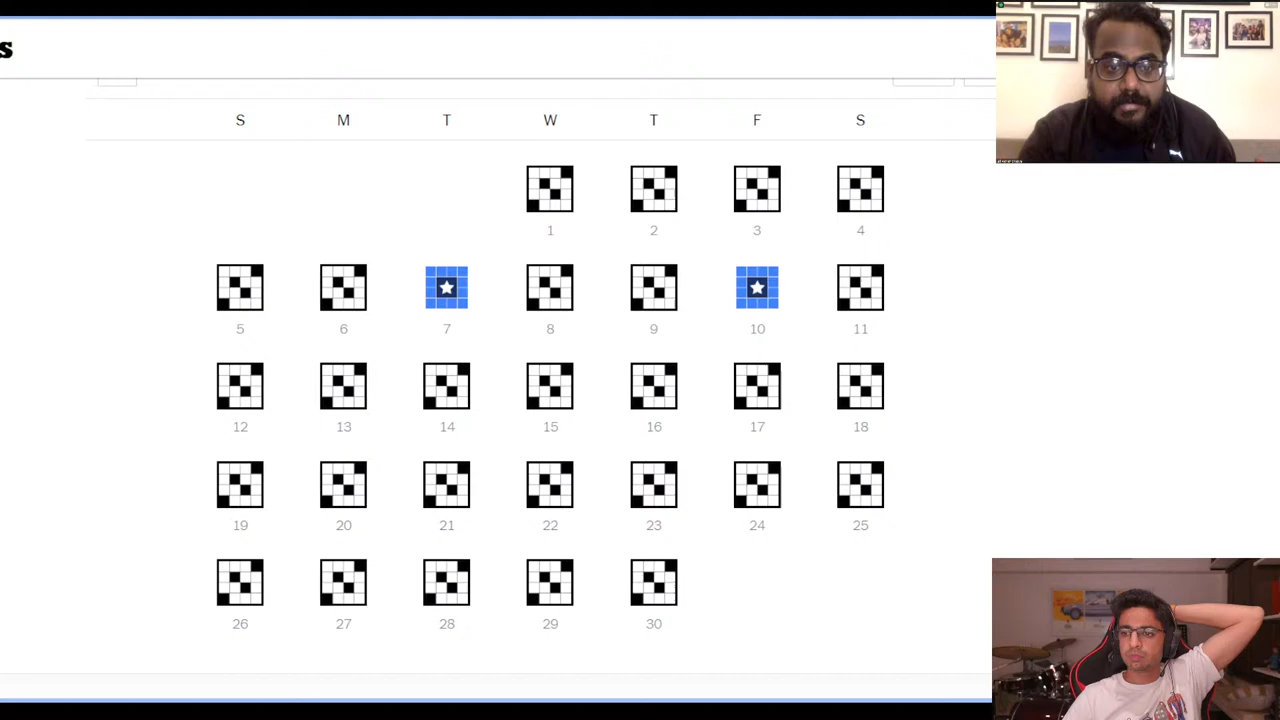 s
S M T W T F S
1 2 3 4
5 6 7 8 9 10 11
12 13 14 15 16 17 18
19 20 21 22 23 24 25
26 27 28 29 30